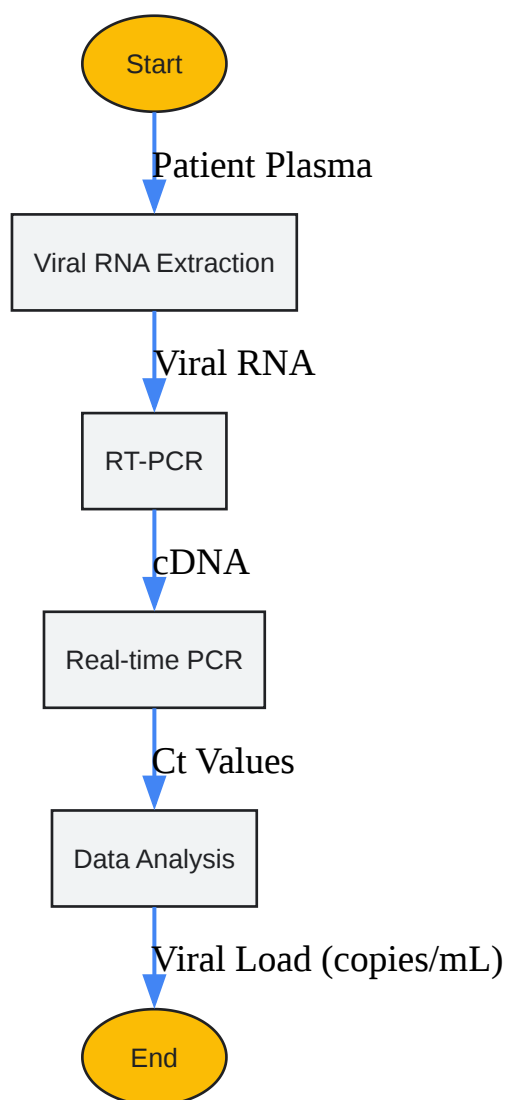 Start
Patient Plasma
Viral RNA Extraction
Viral RNA
RT-PCR
cDNA
Real-time PCR
Ct Values
Data Analysis
Viral Load (copies/mL)
End